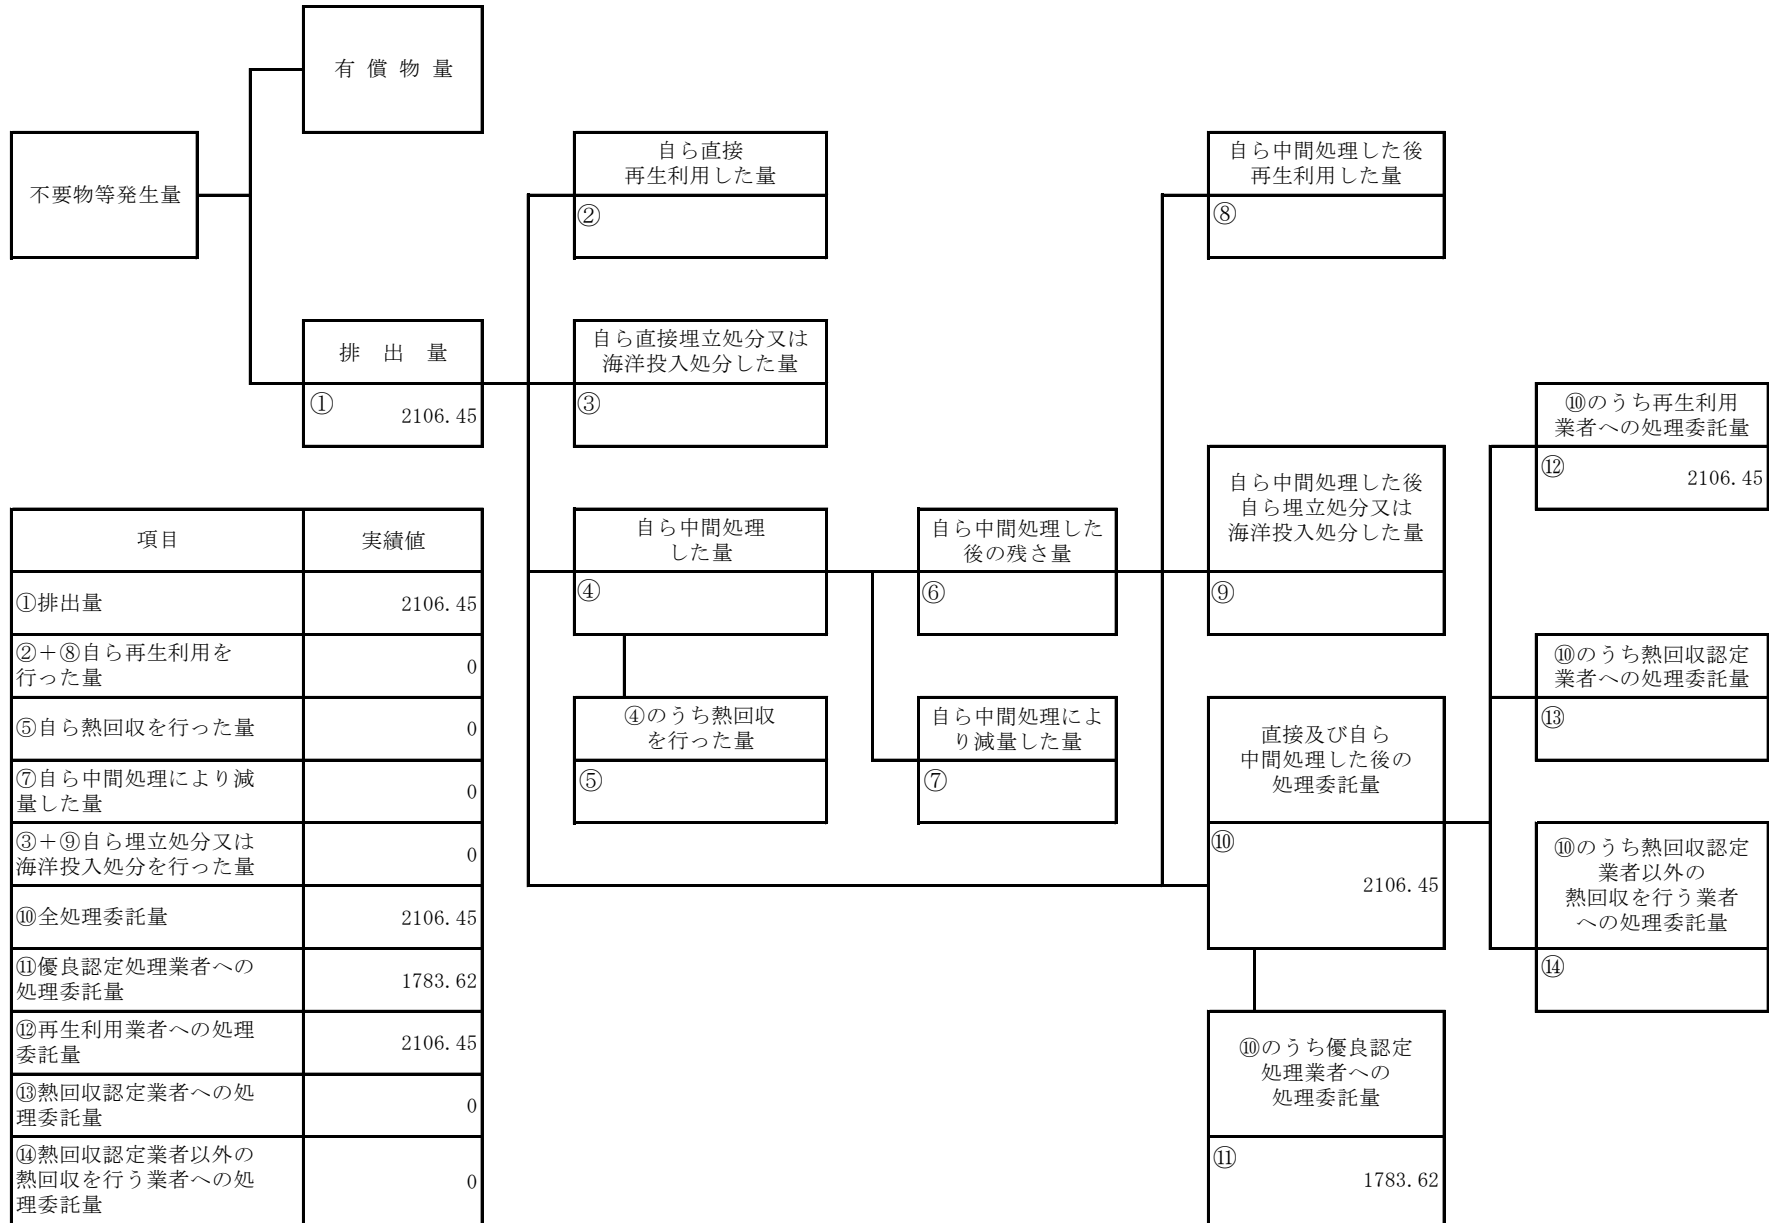 有 償 物 量
不要物等発生量
自ら直接
再生利用した量
②
自ら中間処理した後
再生利用した量
⑧
排 出 量
① 2106.45
自ら直接埋立処分又は
海洋投入処分した量
③
⑩のうち再生利用
業者への処理委託量
⑫ 2106.45
自ら中間処理
した量
④
自ら中間処理した
後の残さ量
⑥
自ら中間処理した後
自ら埋立処分又は
海洋投入処分した量
⑨
⑩のうち熱回収認定
業者への処理委託量
⑬
④のうち熱回収
を行った量
⑤
自ら中間処理によ
り減量した量
⑦
直接及び自ら
中間処理した後の
処理委託量
⑩
2106.45
⑩のうち熱回収認定
業者以外の
熱回収を行う業者
への処理委託量
⑭
⑩のうち優良認定
処理業者への
処理委託量
⑪
1783.62
項目 実績値
①排出量 2106.45
②+⑧自ら再生利用を
行った量 0
⑤自ら熱回収を行った量 0
⑦自ら中間処理により減
量した量 0
③+⑨自ら埋立処分又は
海洋投入処分を行った量 0
⑩全処理委託量 2106.45
⑪優良認定処理業者への
処理委託量 1783.62
⑫再生利用業者への処理
委託量 2106.45
⑬熱回収認定業者への処
理委託量 0
⑭熱回収認定業者以外の
熱回収を行う業者への処
理委託量 0